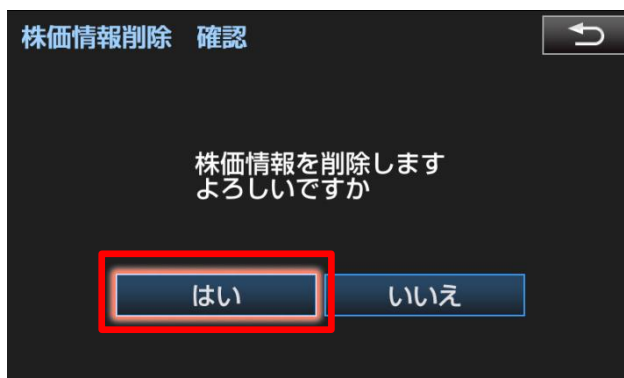 株価情報削除　確認
株価情報を削除します
よろしいですか
はい
いいえ